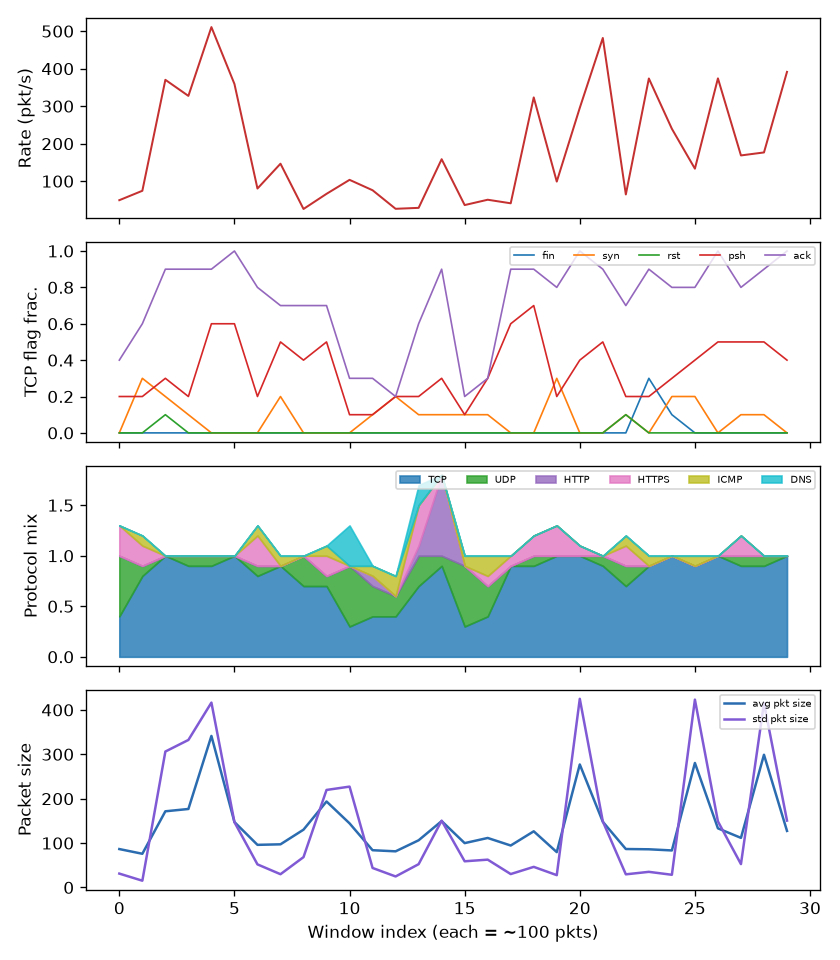 500
400
300
200
100
Rate (pkt/s)
fin syn rst psh ack
1.0
0.8
0.6
0.4
0.2
0.0
TCP flag frac.
TCP UDP HTTP HTTPS ICMP DNS
1.5
1.0
0.5
0.0
Protocol mix
avg pkt size
std pkt size
400
300
200
100
0
Packet size
0 5 10 15 20 25 30
Window index (each = ~100 pkts)